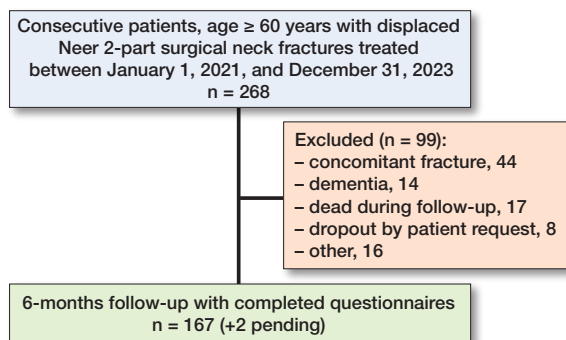 Consecutive patients, age ≥ 60 years with displaced
Neer 2-part surgical neck fractures treated
between January 1, 2021, and December 31, 2023
n = 268
Excluded (n = 99):
– concomitant fracture, 44
– dementia, 14
– dead during follow-up, 17
– dropout by patient request, 8
– other, 16
6-months follow-up with completed questionnaires
n = 167 (+2 pending)